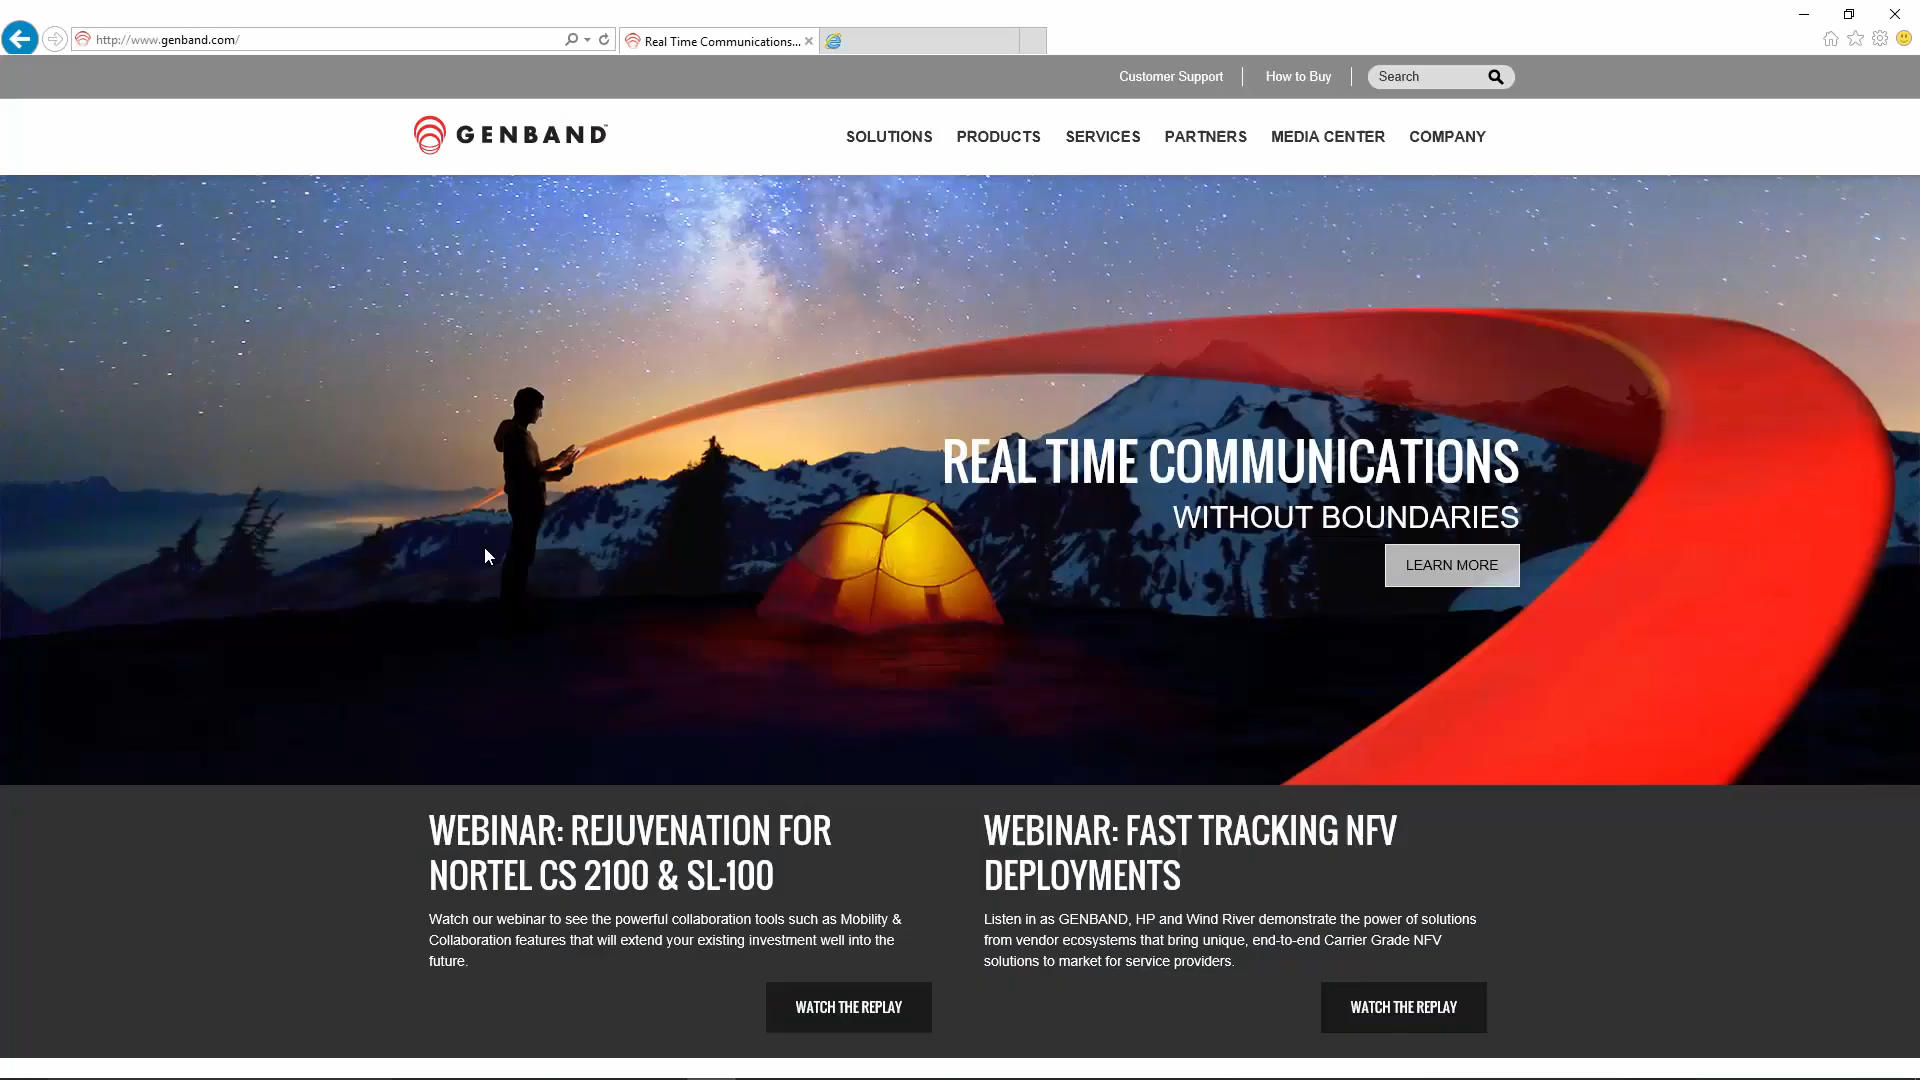 http://www.genband.com/
Real Time Communications...
Customer Support
How to Buy
Search
GENBAND
SOLUTIONS
PRODUCTS
SERVICES
PARTNERS
MEDIA CENTER
COMPANY
REAL TIME COMMUNICATIONS
WITHOUT BOUNDARIES
LEARN MORE
WEBINAR: REJUVENATION FOR
NORTEL CS 2100 & SL-100
Watch our webinar to see the powerful collaboration tools such as Mobility &
Collaboration features that will extend your existing investment well into the
future.
WATCH THE REPLAY
WEBINAR: FAST TRACKING NFV
DEPLOYMENTS
Listen in as GENBAND, HP and Wind River demonstrate the power of solutions
from vendor ecosystems that bring unique, end-to-end Carrier Grade NFV
solutions to market for service providers.
WATCH THE REPLAY